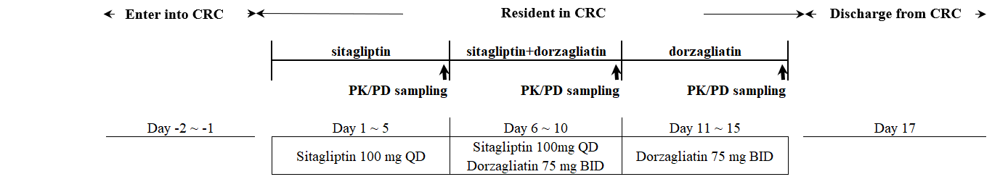 Enter into CRC
Resident in CRC
Discharge from CRC
sitagliptin
sitagliptin+dorzagliatin
dorzagliatin
PK/PD sampling
PK/PD sampling
PK/PD sampling
Day -2 ~ -1
Day 1 ~ 5
Day 6 ~ 10
Day 11 ~ 15
Day 17
Sitagliptin 100 mg QD
Sitagliptin 100mg QD
Dorzagliatin 75 mg BID
Dorzagliatin 75 mg BID